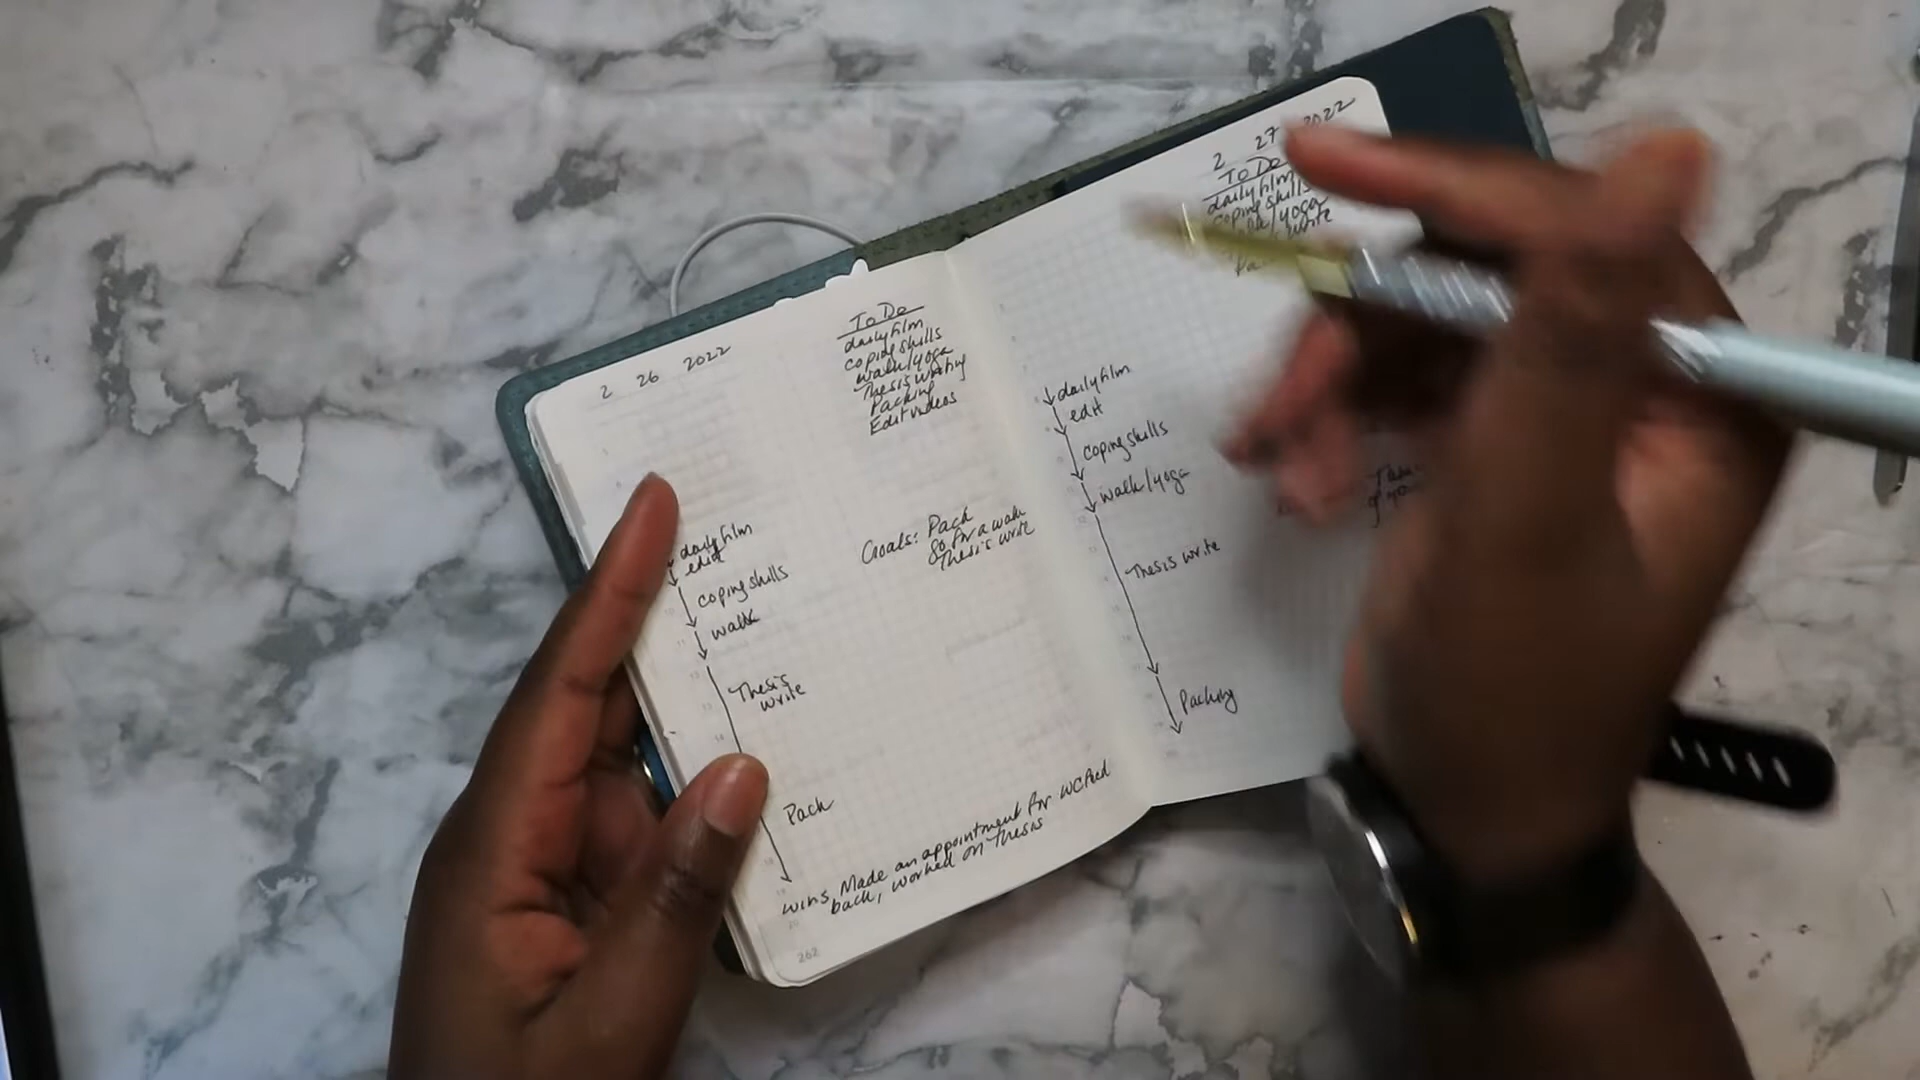 2 26 2022
To Do
daily film
coping skills
walk/yoga
Thesis writing
Packing
Edit videos
daily film
edit
coping skills
walk
Thesis
write
Pack
Goals: Pack
Go for a walk
Thesis write
wins Made an appointment for
back, worked on Thesis
202
2 27 2022
To Do
daily film
coping skills
/yoga
write
daily film
edit
coping skills
walk/yoga
Thesis write
Packing